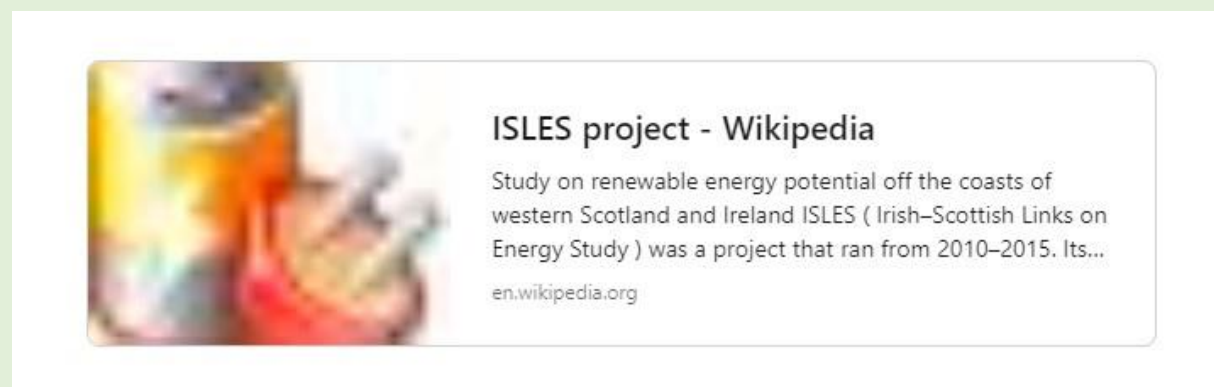 ISLES project - Wikipedia
Study on renewable energy potential off the coasts of
western Scotland and Ireland ISLES ( Irish–Scottish Links on
Energy Study ) was a project that ran from 2010–2015. Its...
en.wikipedia.org